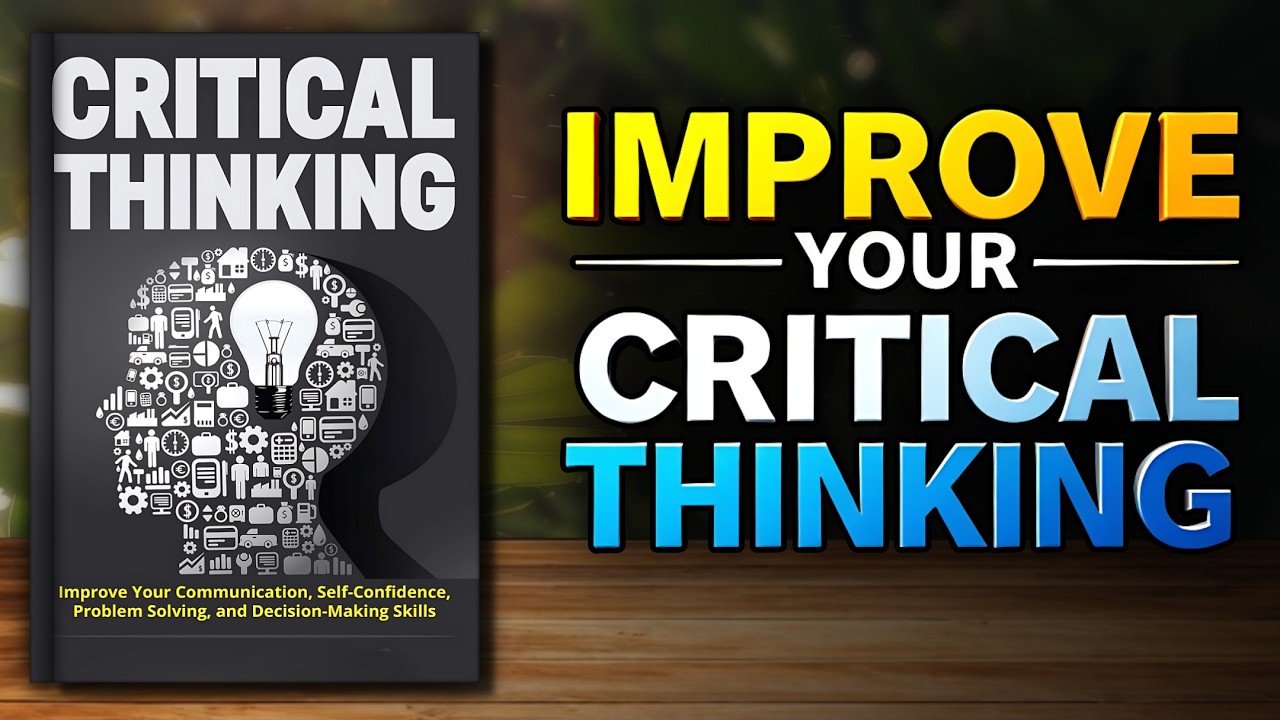 CRITICAL
THINKING
Improve Your Communication, Self-Confidence,
Problem Solving, and Decision-Making Skills
IMPROVE
YOUR
CRITICAL
THINKING